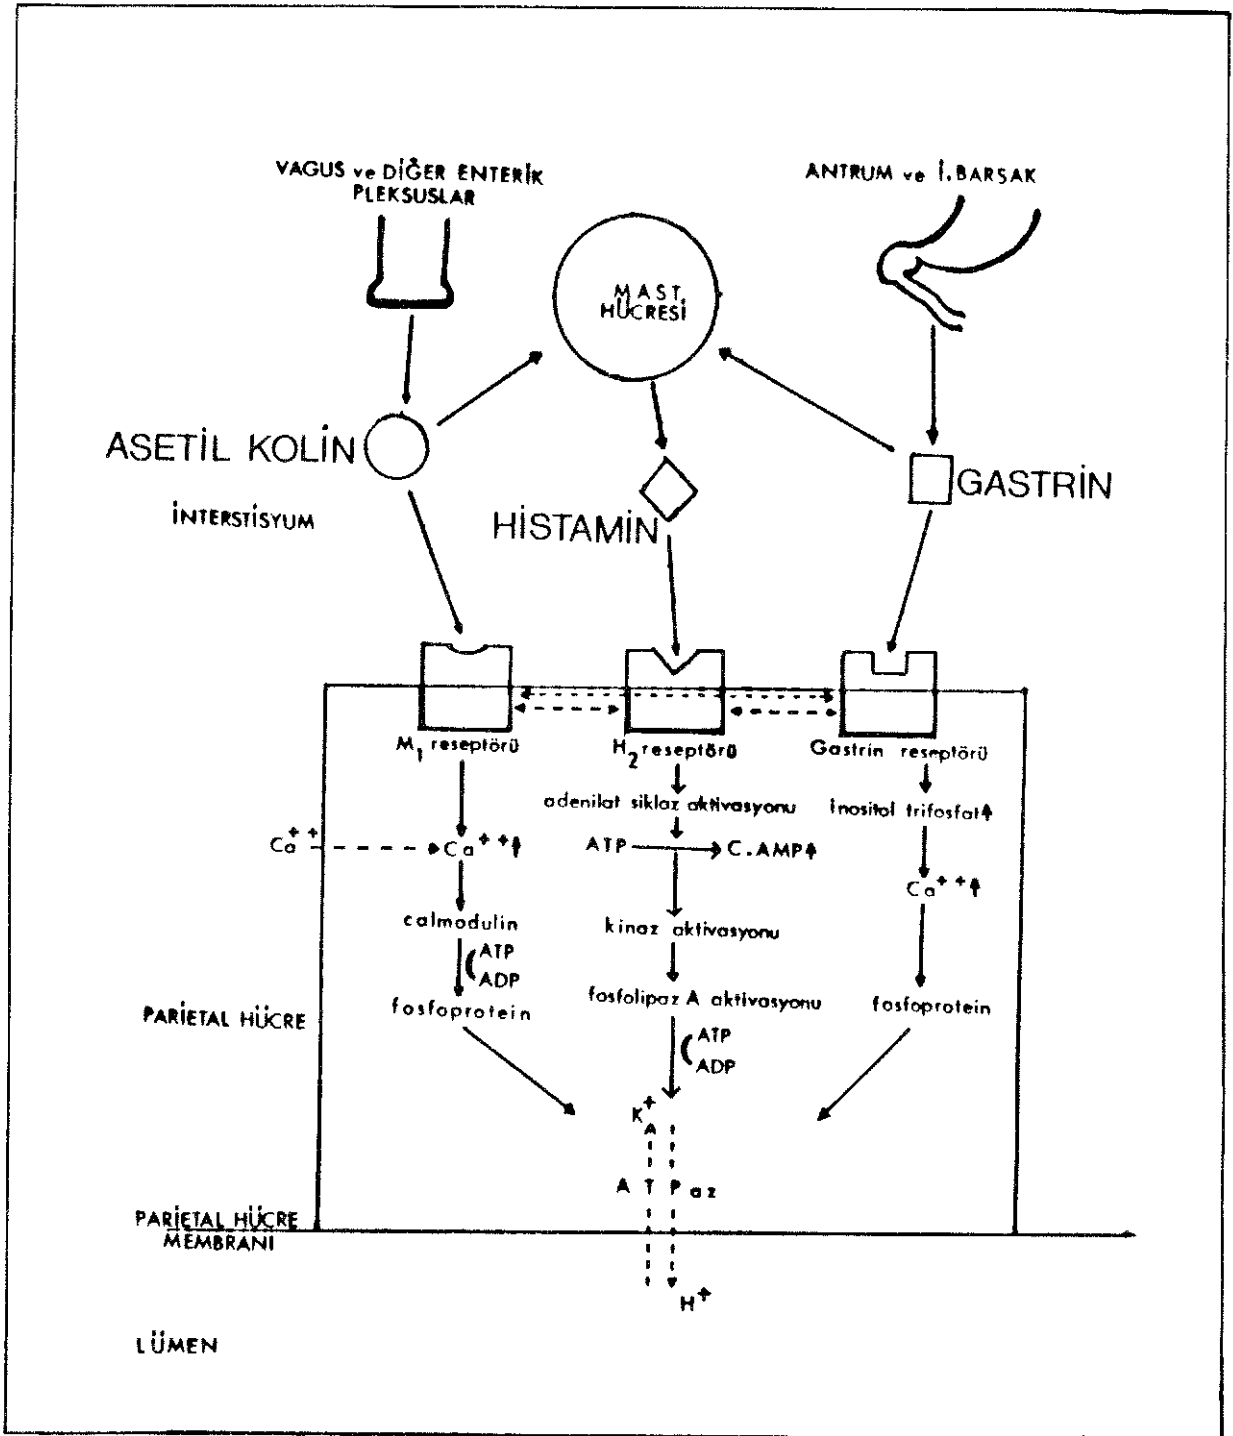 VAGUS ve DİĞER ENTERİK
PLEKSUSLAR
ANTRUM ve İ.BARSAK
MAST
HÜCRESİ
ASETİL KOLİN
GASTRİN
İNTERSTİSYUM
HİSTAMİN
M1 reseptörü
H2 reseptörü
Gastrin reseptörü
adenilat siklaz aktivasyonu
İnositol trifosfat
Ca++
Ca++
ATP
C.AMP
Ca++
calmodulin
kinaz aktivasyonu
ATP
ADP
fosfoprotein
fosfolipaz A aktivasyonu
fosfoprotein
PARİETAL HÜCRE
ATP
ADP
K+
ATPaz
PARİETAL HÜCRE
MEMBRANI
H+
LÜMEN